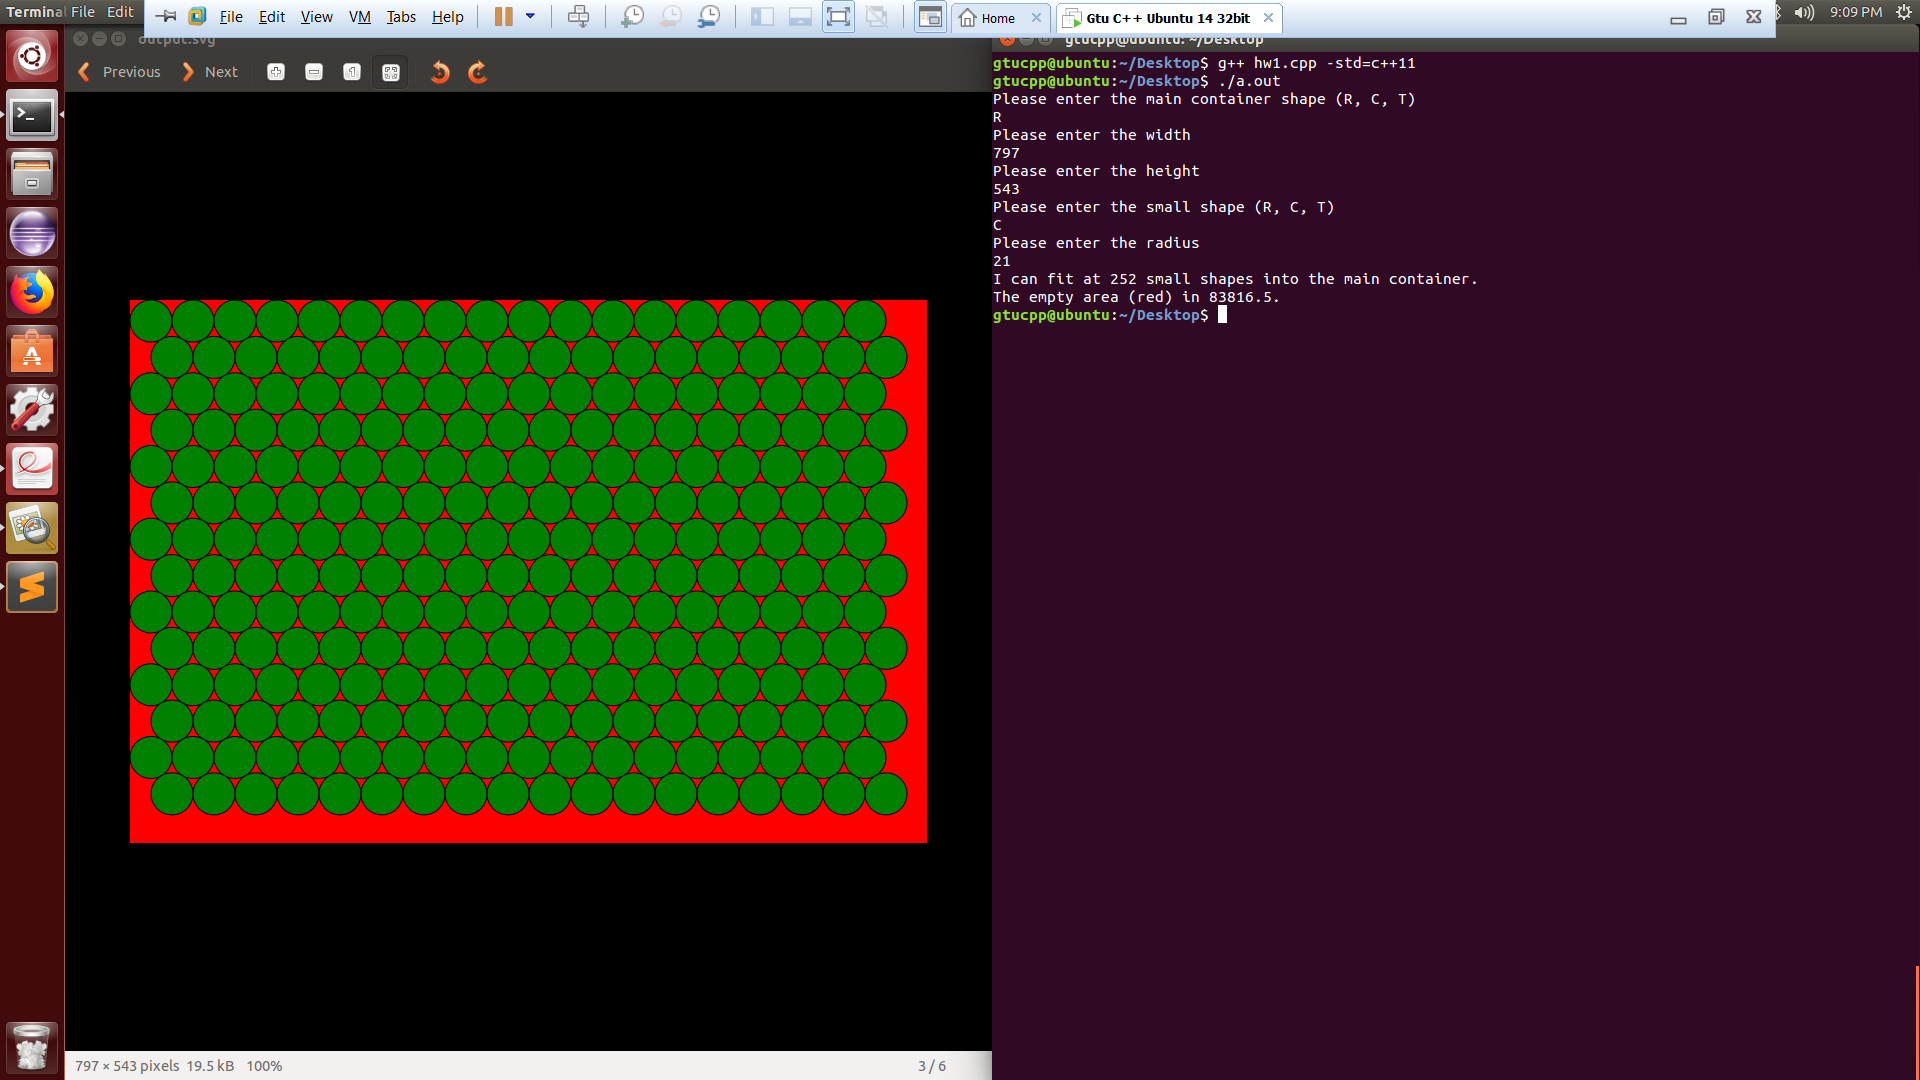 Terminal File Edit
File Edit View VM Tabs Help
Home
Gtu C++ Ubuntu 14 32bit
9:09 PM
output.svg
Previous Next
gtucpp@ubuntu: ~/Desktop
gtucpp@ubuntu:~/Desktop$ g++ hw1.cpp -std=c++11
gtucpp@ubuntu:~/Desktop$ ./a.out
Please enter the main container shape (R, C, T)
R
Please enter the width
797
Please enter the height
543
Please enter the small shape (R, C, T)
C
Please enter the radius
21
I can fit at 252 small shapes into the main container.
The empty area (red) in 83816.5.
gtucpp@ubuntu:~/Desktop$
797 × 543 pixels 19.5 kB 100%
3 / 6